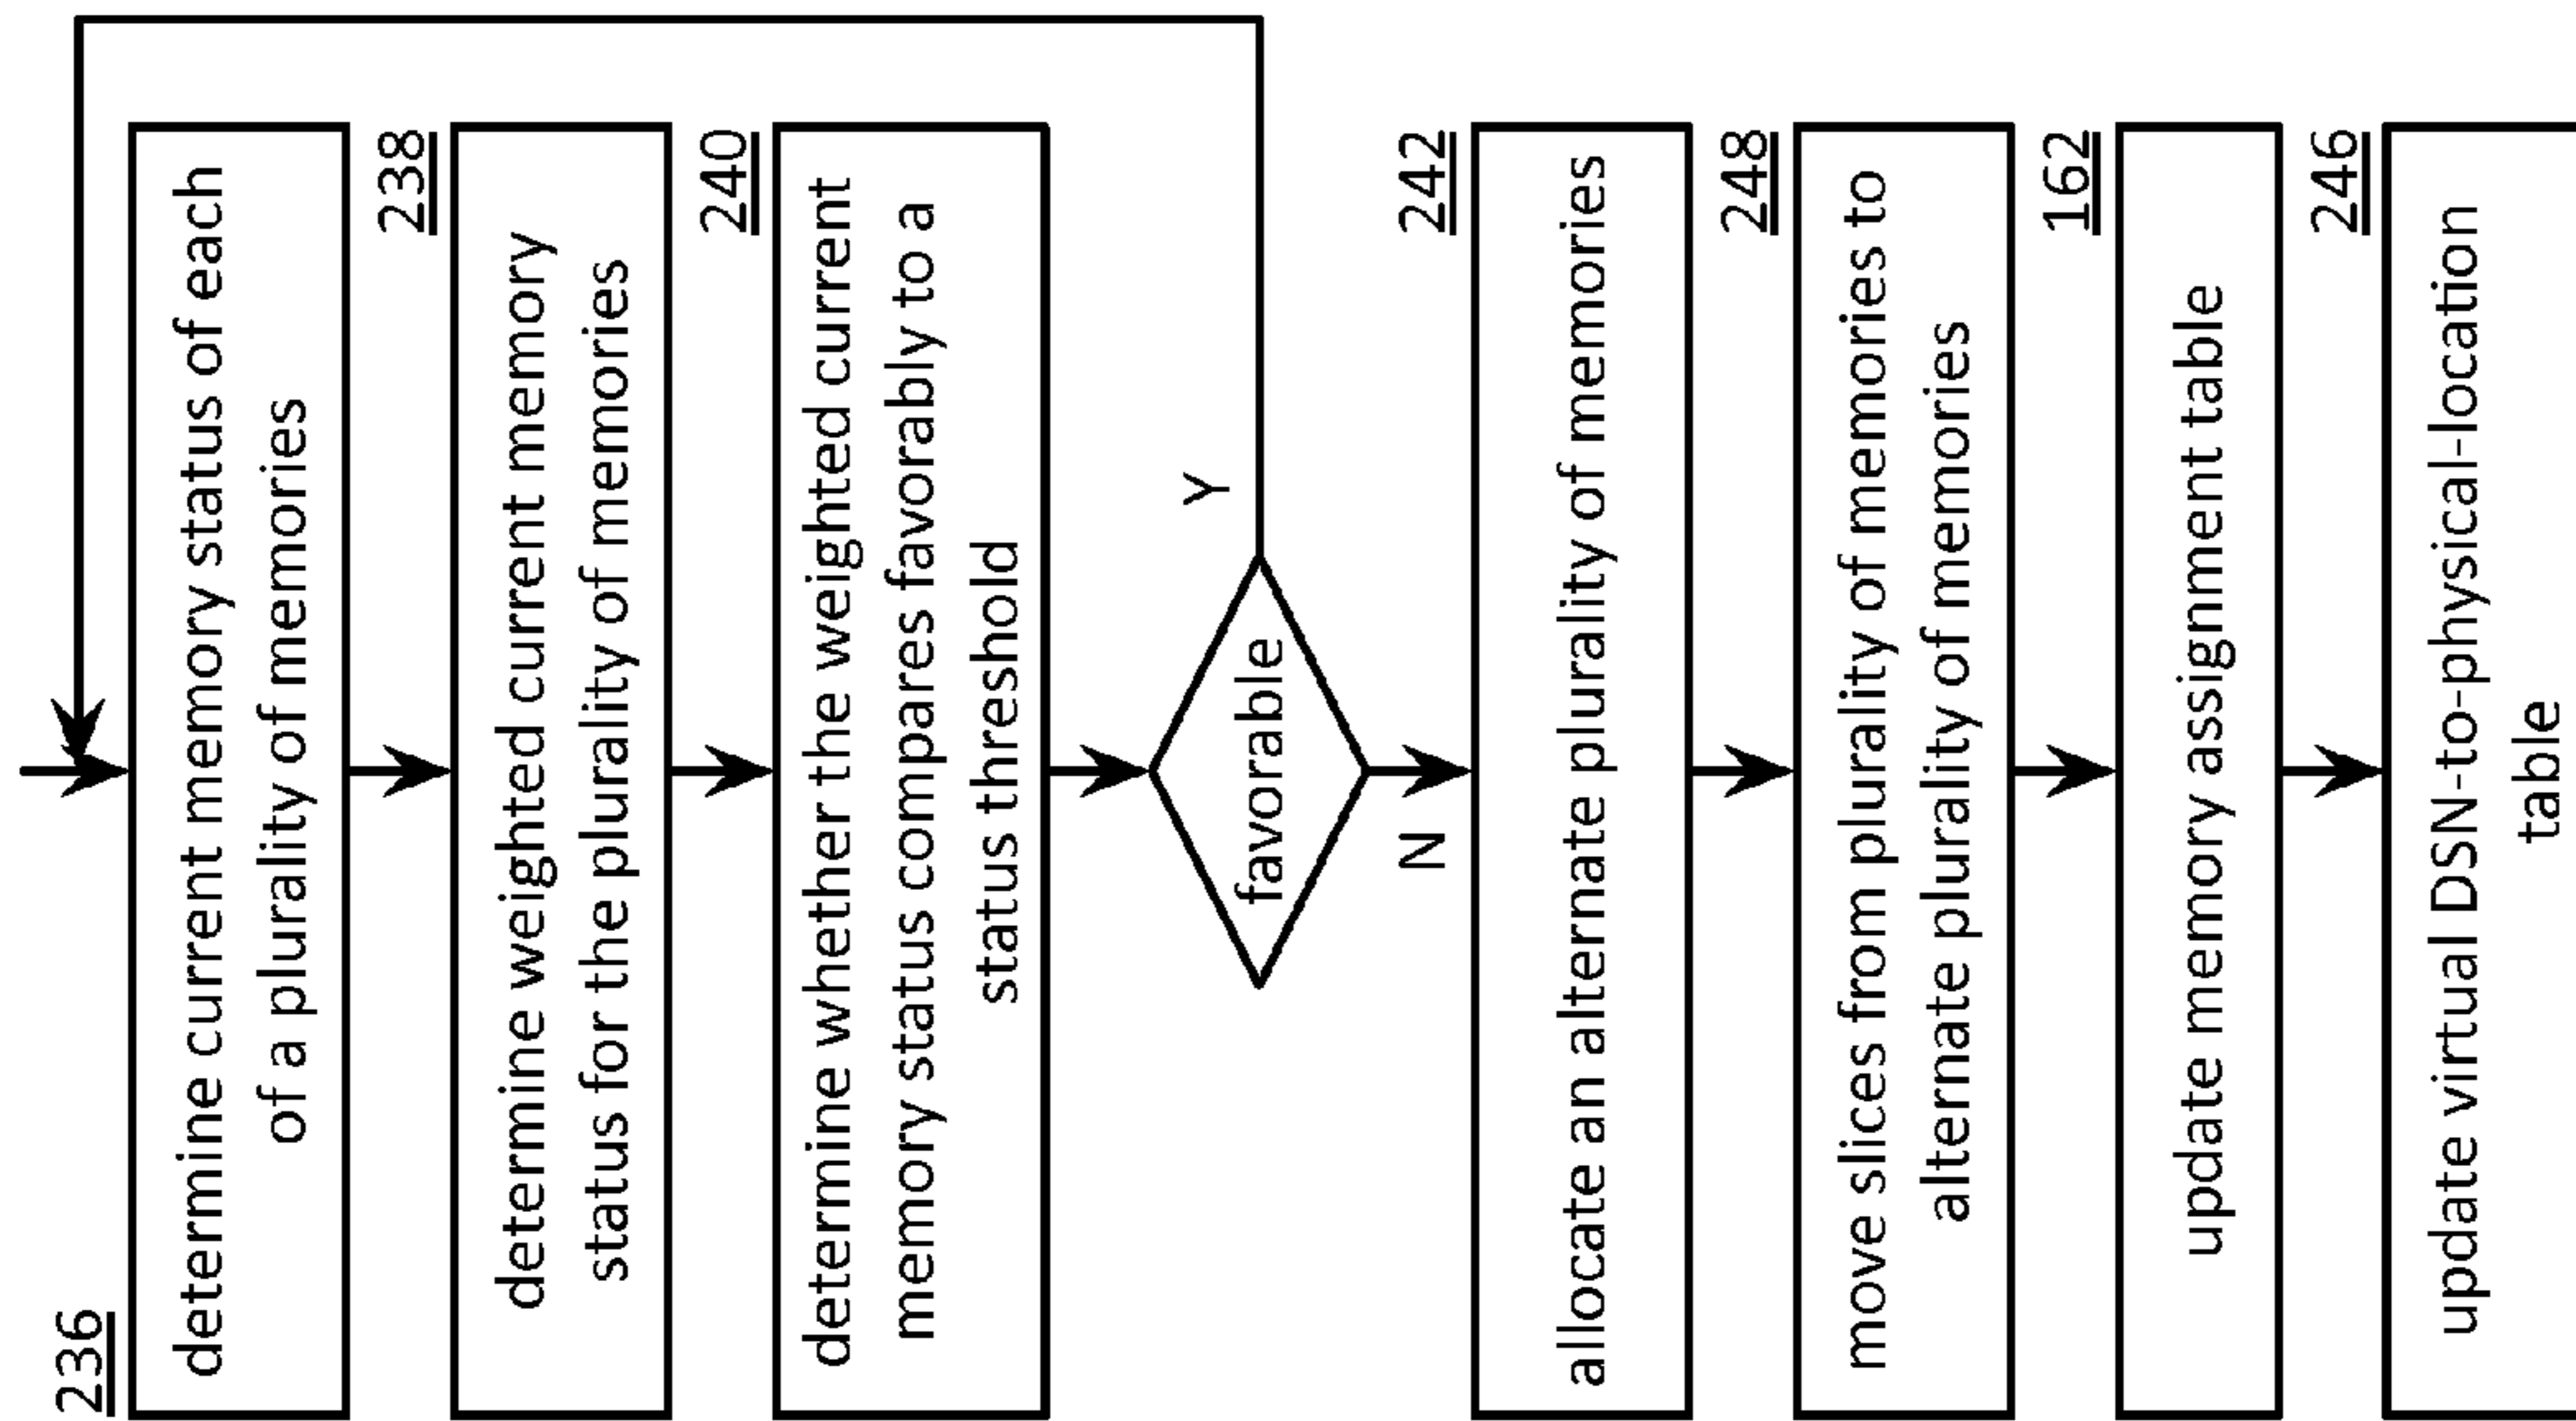 236
determine current memory status of each
of a plurality of memories
238
determine weighted current memory
status for the plurality of memories
240
determine whether the weighted current
memory status compares favorably to a
status threshold
favorable
Y
N
242
allocate an alternate plurality of memories
248
move slices from plurality of memories to
alternate plurality of memories
162
update memory assignment table
246
update virtual DSN-to-physical-location
table